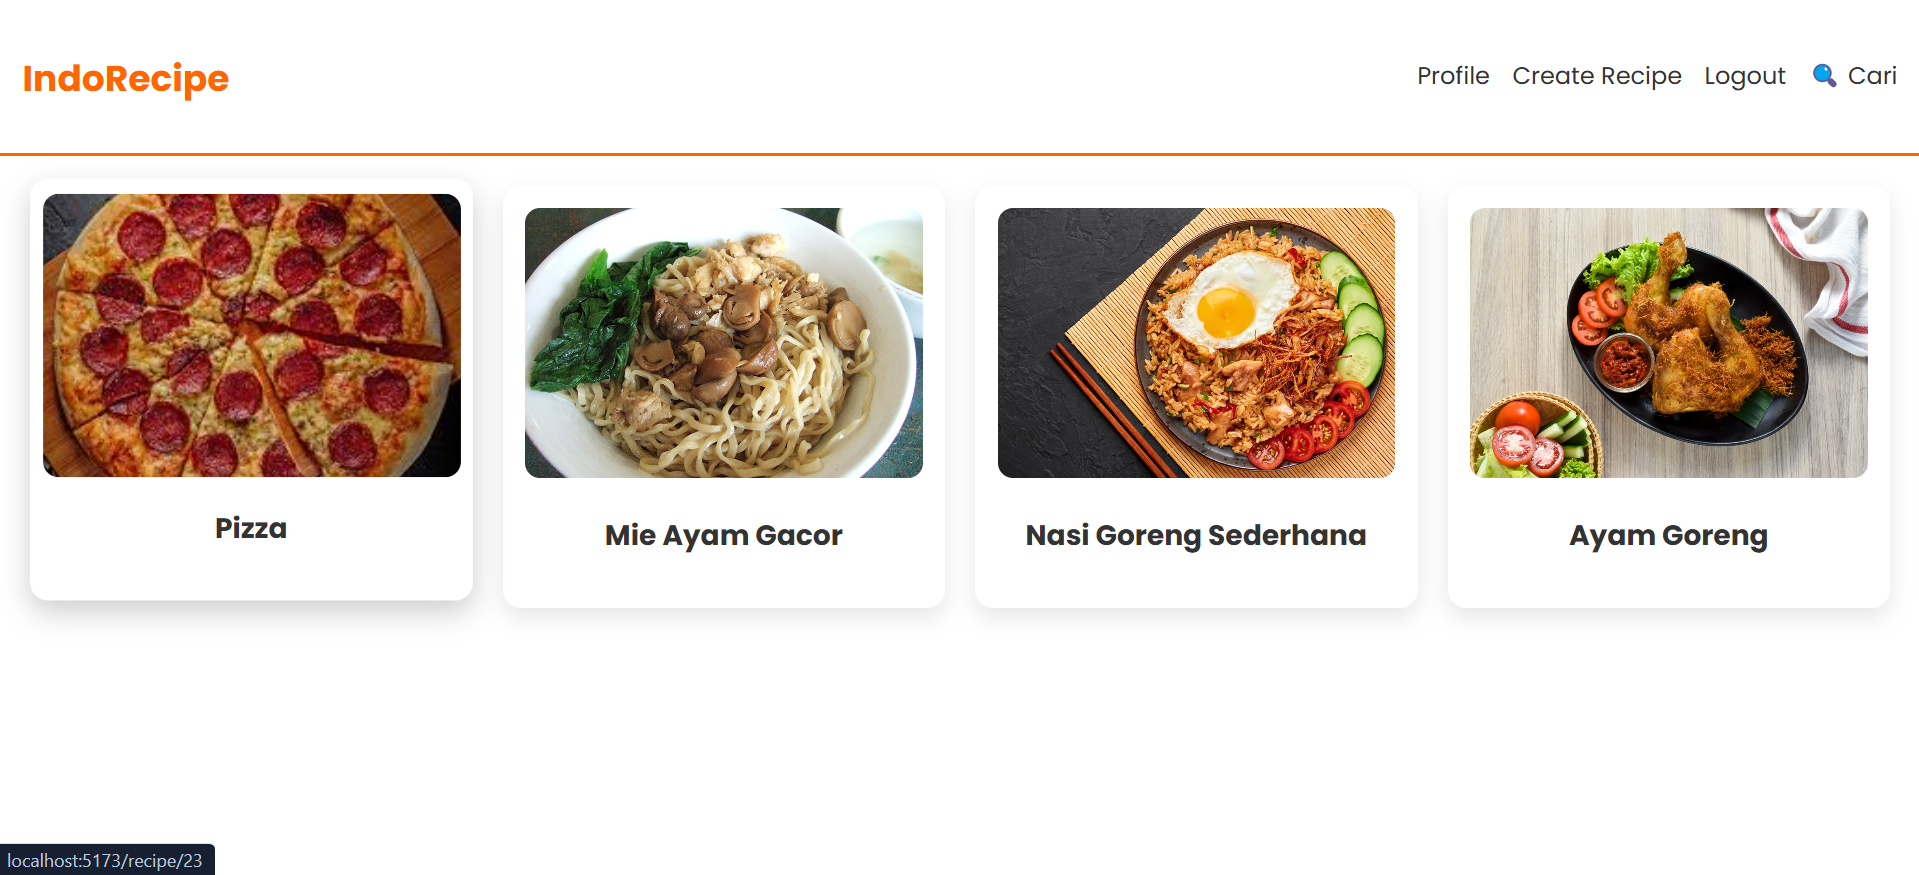 IndoRecipe
Profile Create Recipe Logout 🔍 Cari
Pizza
Mie Ayam Gacor
Nasi Goreng Sederhana
Ayam Goreng
localhost:5173/recipe/23